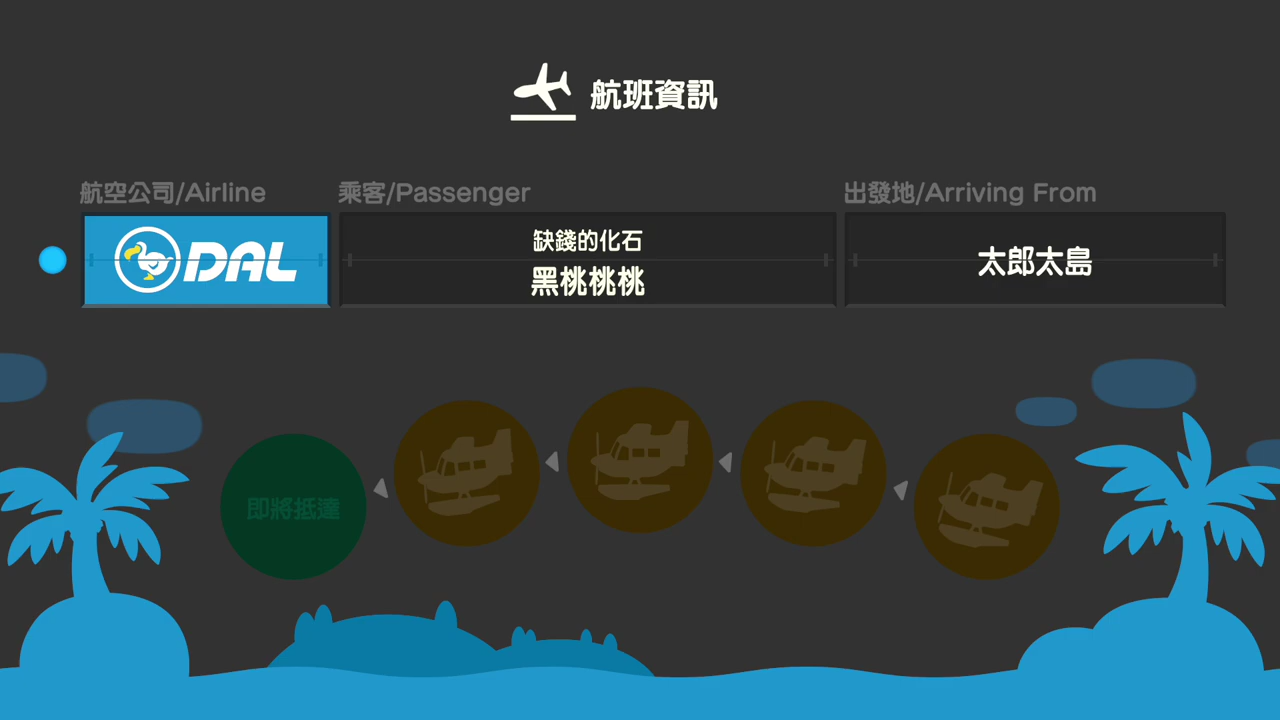 航班資訊
航空公司/Airline
乘客/Passenger
出發地/Arriving From
DAL
缺錢的化石
黑桃桃桃
太郎太島
即將抵達